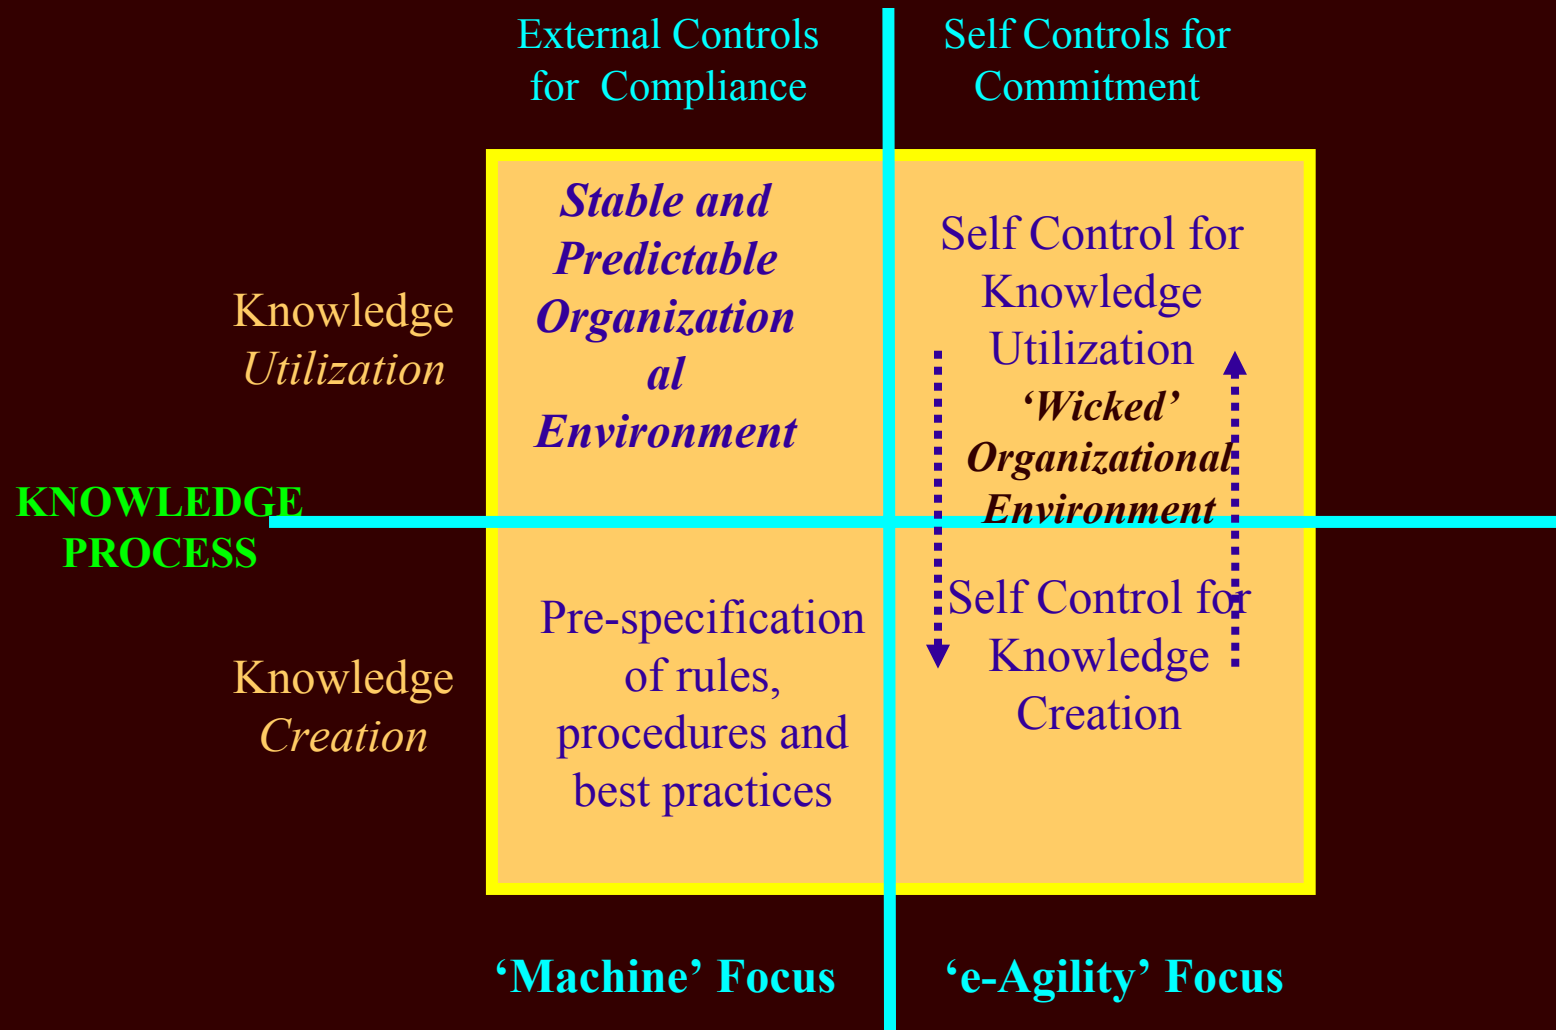 External Controls
for Compliance
Self Controls for
Commitment
Stable and
Predictable
Organization
al
Environment
Self Control for
Knowledge
Utilization
‘Wicked’
Organizational
Environment
Knowledge
Utilization
KNOWLEDGE
PROCESS
Pre-specification
of rules,
procedures and
best practices
Self Control for
Knowledge
Creation
Knowledge
Creation
‘Machine’ Focus
‘e-Agility’ Focus